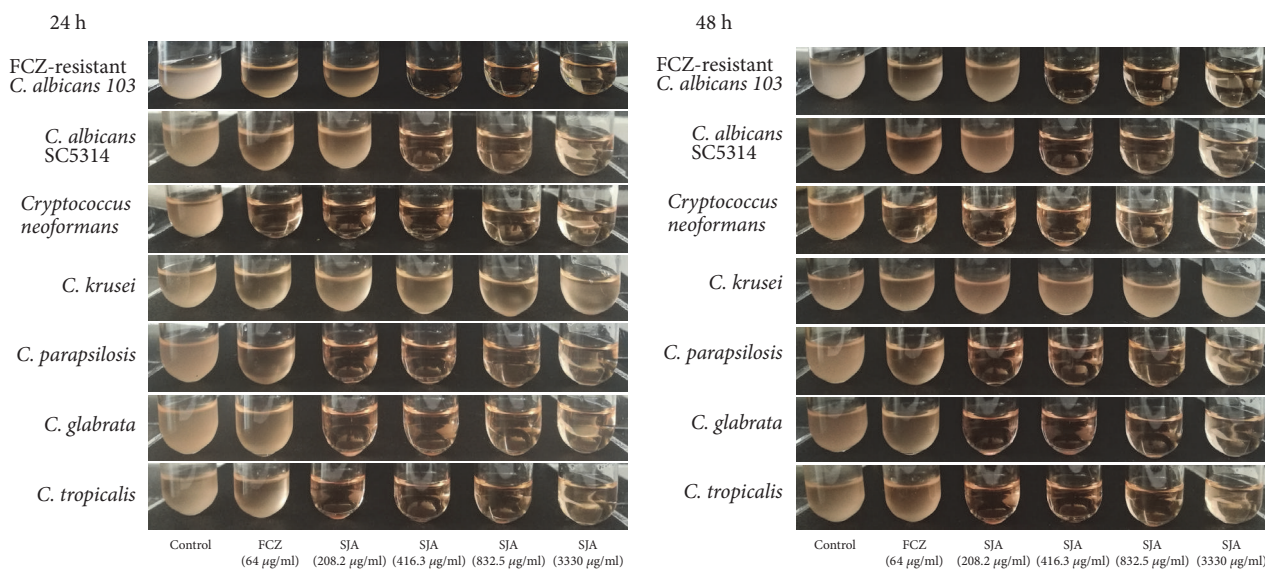 24 h
FCZ-resistant
C. albicans 103
C. albicans
SC5314
Cryptococcus
neoformans
C. krusei
C. parapsilosis
C. glabrata
C. tropicalis
Control
FCZ
(64 μg/ml)
SJA
(208.2 μg/ml)
SJA
(416.3 μg/ml)
SJA
(832.5 μg/ml)
SJA
(3330 μg/ml)
48 h
FCZ-resistant
C. albicans 103
C. albicans
SC5314
Cryptococcus
neoformans
C. krusei
C. parapsilosis
C. glabrata
C. tropicalis
Control
FCZ
(64 μg/ml)
SJA
(208.2 μg/ml)
SJA
(416.3 μg/ml)
SJA
(832.5 μg/ml)
SJA
(3330 μg/ml)